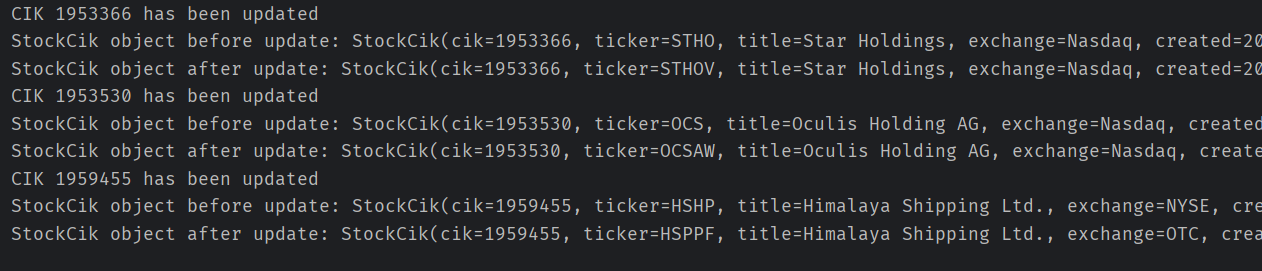 CIK 1953366 has been updated
StockCik object before update: StockCik(cik=1953366, ticker=STHO, title=Star Holdings, exchange=Nasdaq, created=20
StockCik object after update: StockCik(cik=1953366, ticker=STHOV, title=Star Holdings, exchange=Nasdaq, created=20
CIK 1953530 has been updated
StockCik object before update: StockCik(cik=1953530, ticker=OCS, title=Oculis Holding AG, exchange=Nasdaq, created
StockCik object after update: StockCik(cik=1953530, ticker=OCSAW, title=Oculis Holding AG, exchange=Nasdaq, create
CIK 1959455 has been updated
StockCik object before update: StockCik(cik=1959455, ticker=HSHP, title=Himalaya Shipping Ltd., exchange=NYSE, cre
StockCik object after update: StockCik(cik=1959455, ticker=HSPPF, title=Himalaya Shipping Ltd., exchange=OTC, crea